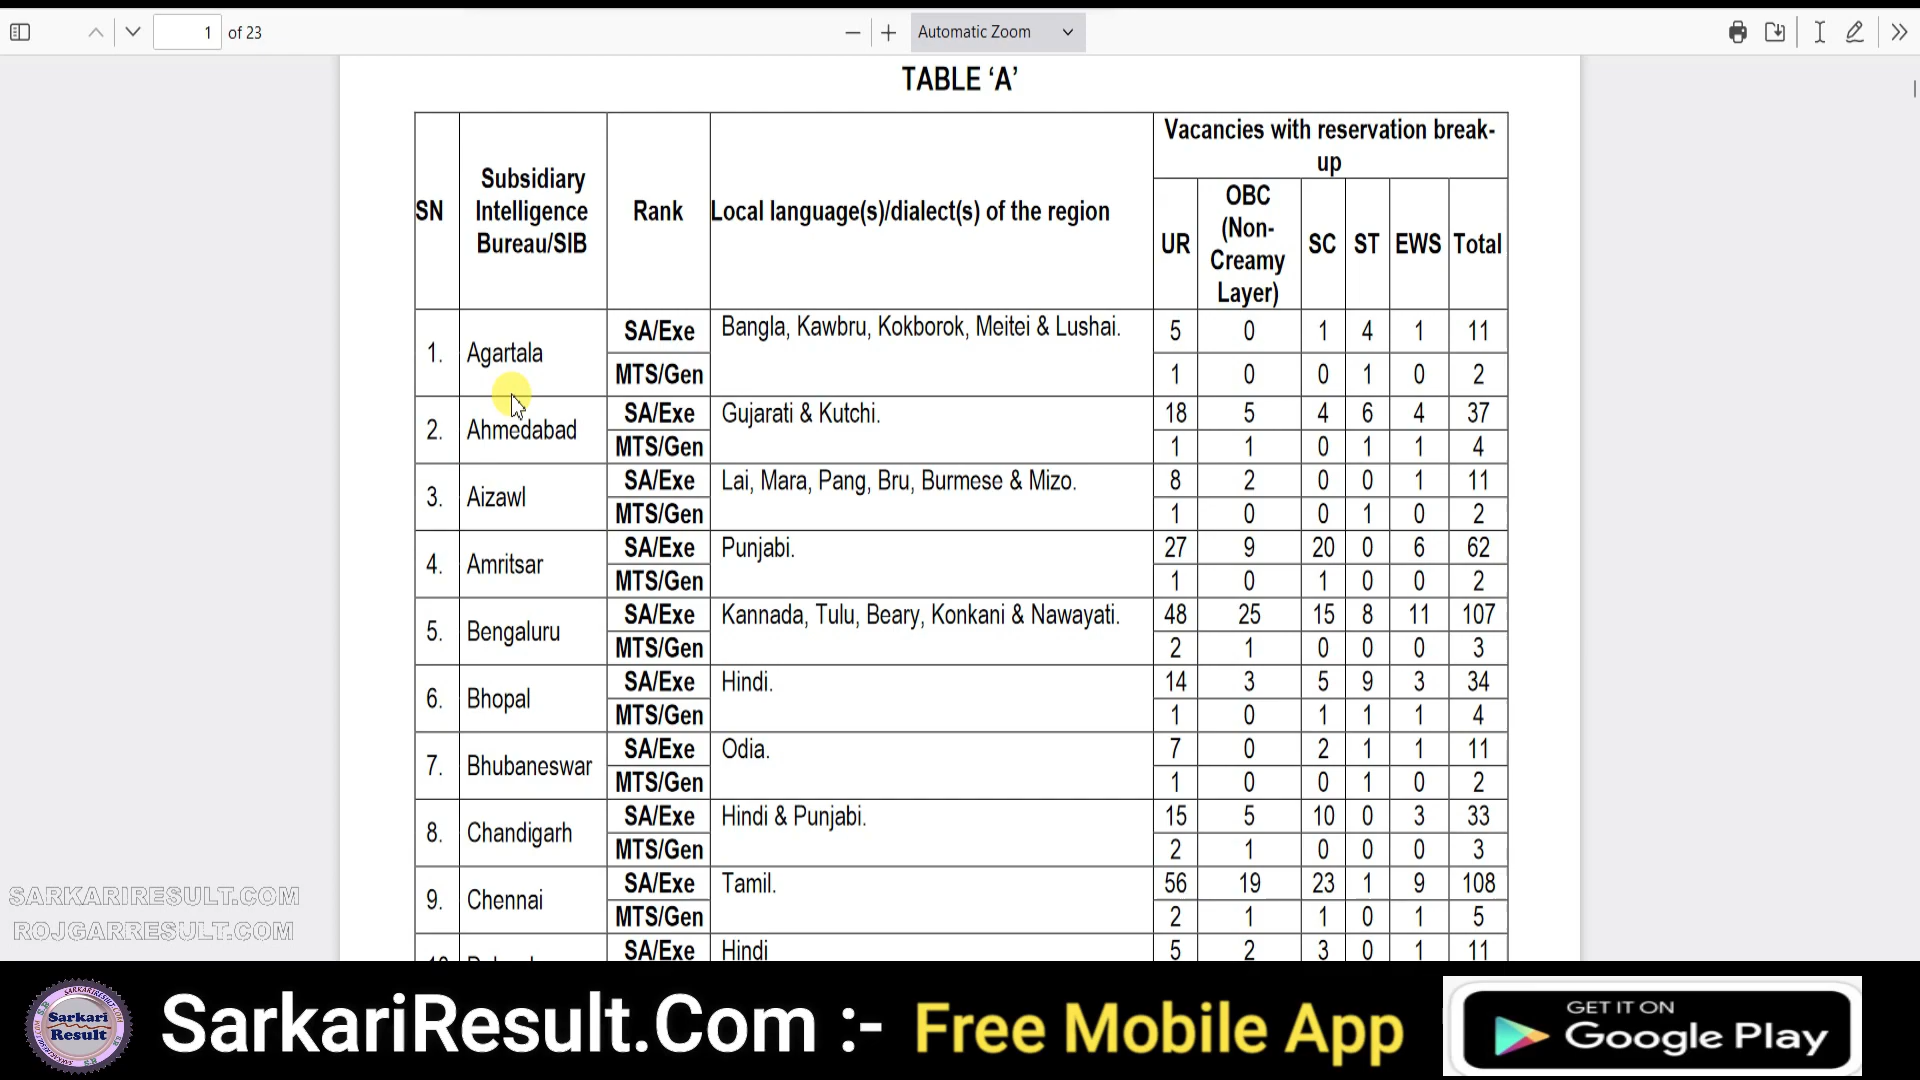 1 of 23 Automatic Zoom
TABLE ‘A’
SN Subsidiary Intelligence Bureau/SIB Rank Local language(s)/dialect(s) of the region Vacancies with reservation break-up
UR OBC (Non-Creamy Layer) SC ST EWS Total
1. Agartala SA/Exe Bangla, Kawbru, Kokborok, Meitei & Lushai. 5 0 1 4 1 11
MTS/Gen 1 0 0 1 0 2
2. Ahmedabad SA/Exe Gujarati & Kutchi. 18 5 4 6 4 37
MTS/Gen 1 1 0 1 1 4
3. Aizawl SA/Exe Lai, Mara, Pang, Bru, Burmese & Mizo. 8 2 0 0 1 11
MTS/Gen 1 0 0 1 0 2
4. Amritsar SA/Exe Punjabi. 27 9 20 0 6 62
MTS/Gen 1 0 1 0 0 2
5. Bengaluru SA/Exe Kannada, Tulu, Beary, Konkani & Nawayati. 48 25 15 8 11 107
MTS/Gen 2 1 0 0 0 3
6. Bhopal SA/Exe Hindi. 14 3 5 9 3 34
MTS/Gen 1 0 1 1 1 4
7. Bhubaneswar SA/Exe Odia. 7 0 2 1 1 11
MTS/Gen 1 0 0 1 0 2
8. Chandigarh SA/Exe Hindi & Punjabi. 15 5 10 0 3 33
MTS/Gen 2 1 0 0 0 3
9. Chennai SA/Exe Tamil. 56 19 23 1 9 108
MTS/Gen 2 1 1 0 1 5
SA/Exe Hindi 5 2 3 0 1 11
SARKARIRESULT.COM
ROJGARRESULT.COM
Sarkari
Result
SarkariResult.Com :- Free Mobile App
GET IT ON
Google Play